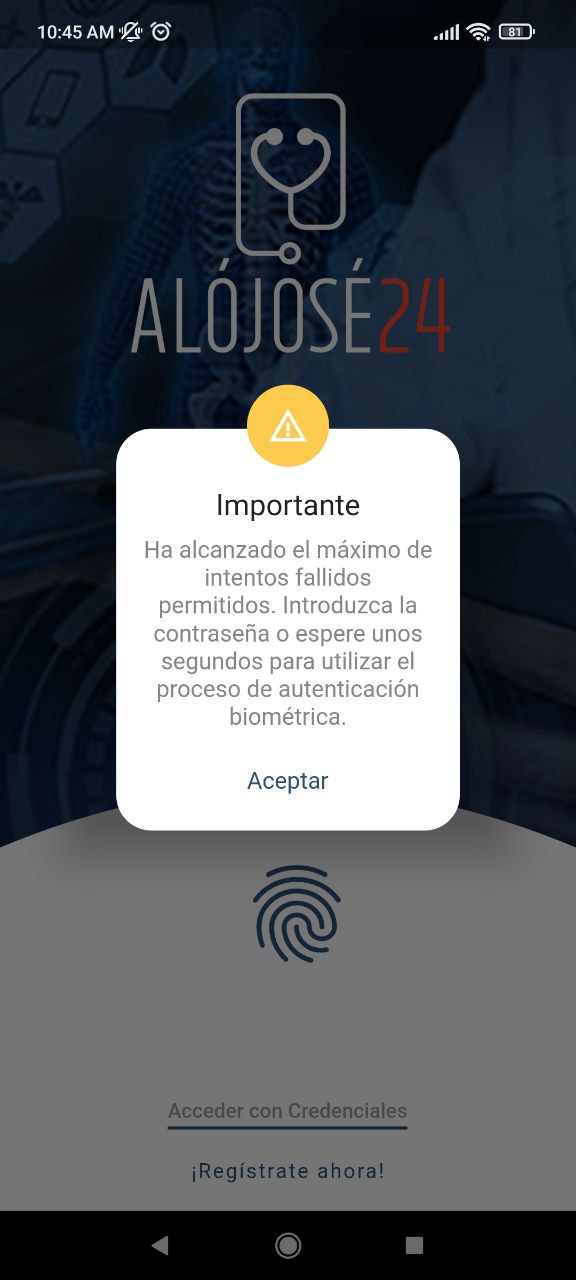 10:45 AM
81
ALÓJOSÉ24
Importante
Ha alcanzado el máximo de
intentos fallidos
permitidos. Introduzca la
contraseña o espere unos
segundos para utilizar el
proceso de autenticación
biométrica.
Aceptar
Acceder con Credenciales
¡Regístrate ahora!